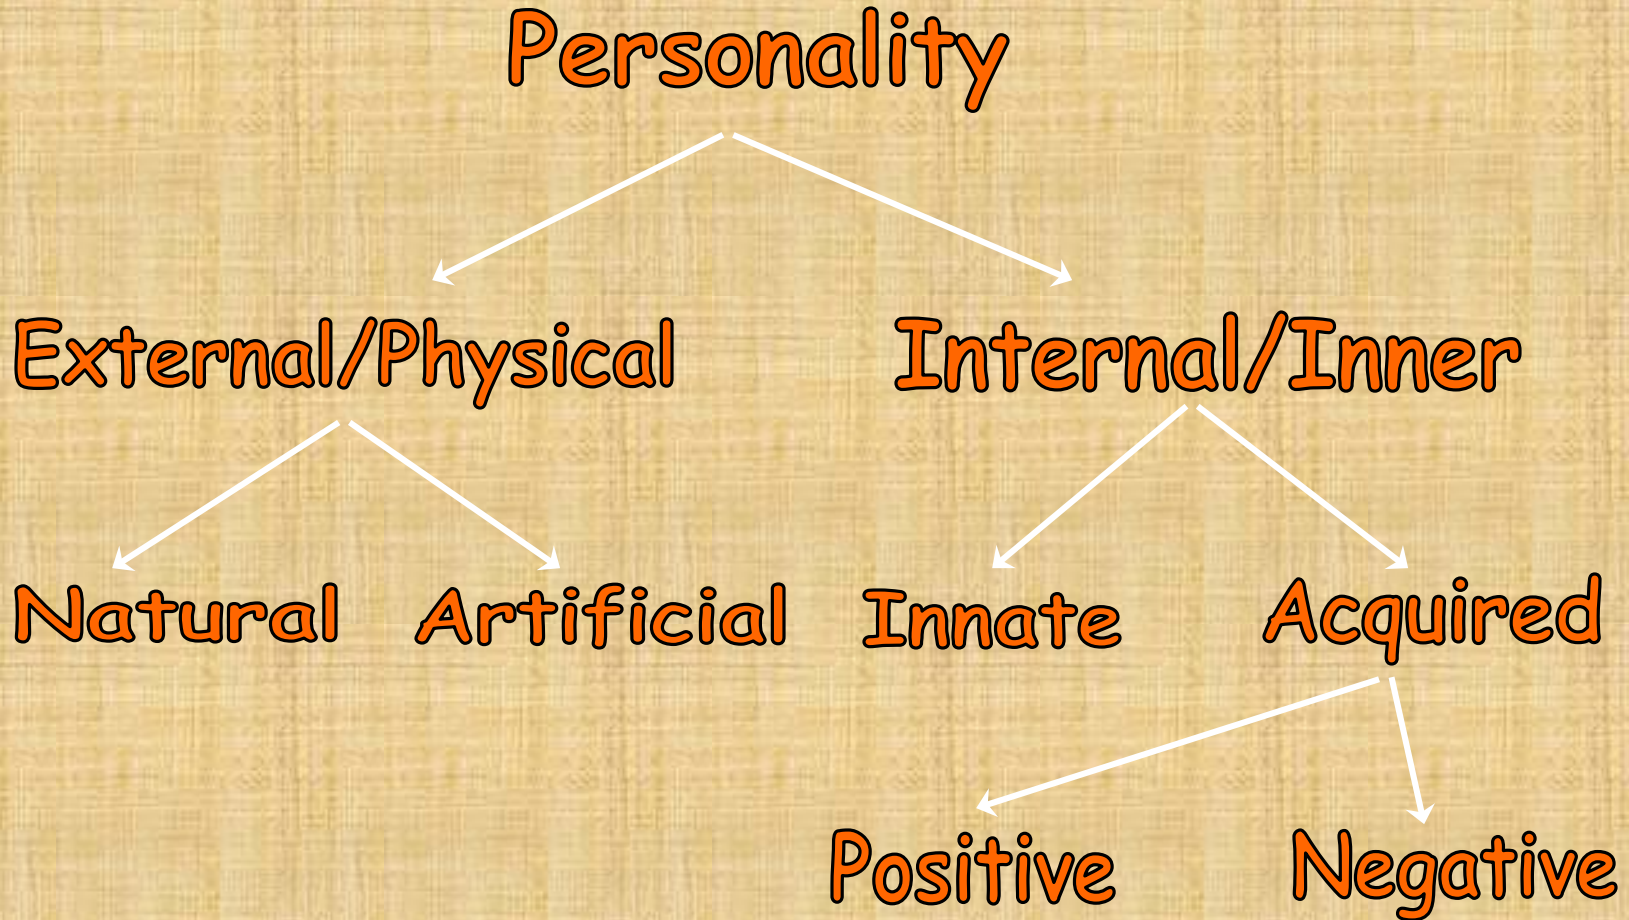 Personality
External/Physical Internal/Inner
Natural Artificial Innate Acquired
Positive Negative